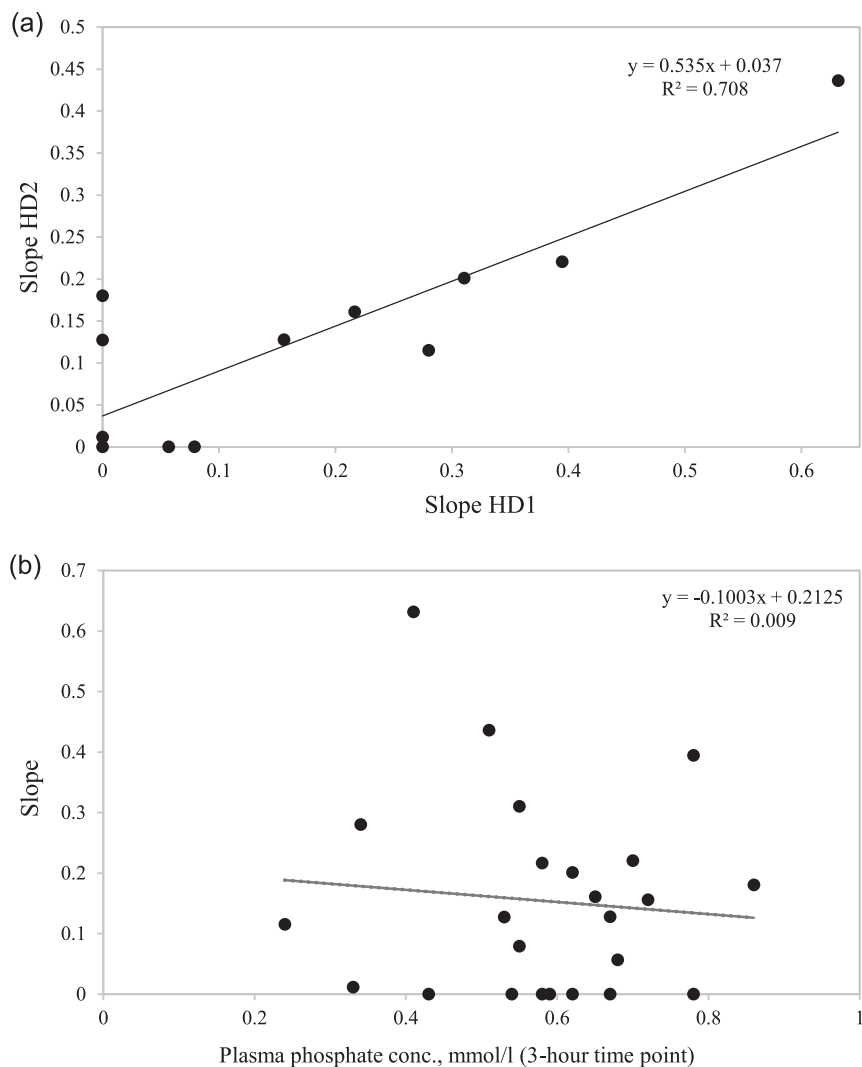 (a)
0.5
0.45
0.4
0.35
0.3
0.25
0.2
0.15
0.1
0.05
0
Slope HD2
y = 0.535x + 0.037
R² = 0.708
0 0.1 0.2 0.3 0.4 0.5 0.6
Slope HD1
(b)
0.7
0.6
0.5
0.4
0.3
0.2
0.1
0
Slope
y = -0.1003x + 0.2125
R² = 0.009
0 0.2 0.4 0.6 0.8 1
Plasma phosphate conc., mmol/l (3-hour time point)